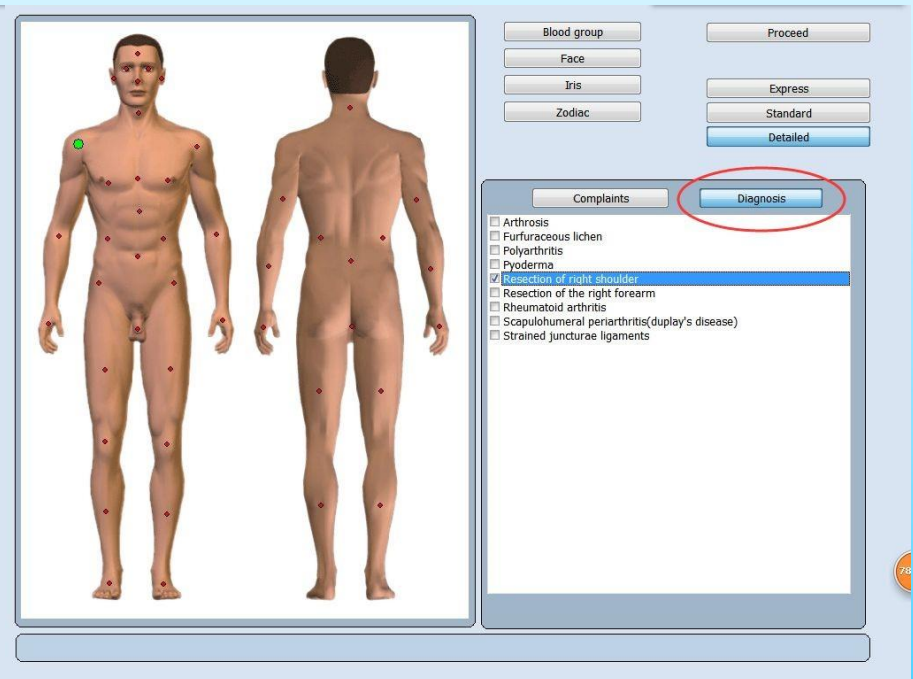 Blood group
Face
Iris
Zodiac
Proceed
Express
Standard
Detailed
Complaints
Diagnosis
Arthrosis
Furfuraceous lichen
Polyarthritis
Pyoderma
Resection of right shoulder
Resection of the right forearm
Rheumatoid arthritis
Scapulohumeral periarthritis(duplay's disease)
Strained juncturae ligaments
78